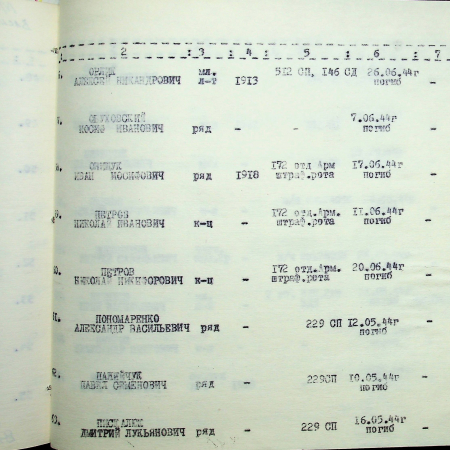 1. : 2 : 3 : 4 : 5 : 6 : 7
мл. 512 СП, 146 СД 26.06.44г
АЛЕКСЕЙ НИКАНДРОВИЧ л-т 1913 погиб -
7.06.44г
ИОСИФ ИВАНОВИЧ ряд - - погиб -
172 отд арм 17.06.44г
ИВАН ИОСИФОВИЧ ряд 1918 штраф.рота погиб -
ПЕТРОВ 172 отд.Арм. 11.06.44г
НИКОЛАЙ ИВАНОВИЧ к-ц - штраф.рота погиб -
ПЕТРОВ 172 отд.Арм. 20.06.44г
НИКОЛАЙ НИКИФОРОВИЧ к-ц - штраф.рота погиб -
ПОНОМАРЕНКО 229 СП 12.05.44г
АЛЕКСАНДР ВАСИЛЬЕВИЧ ряд - погиб -
229СП 10.05.44г
ПАВЕЛ СЕМЕНОВИЧ ряд - погиб -
16.05.44г
ДМИТРИЙ ЛУКЬЯНОВИЧ ряд - 229 СП погиб -